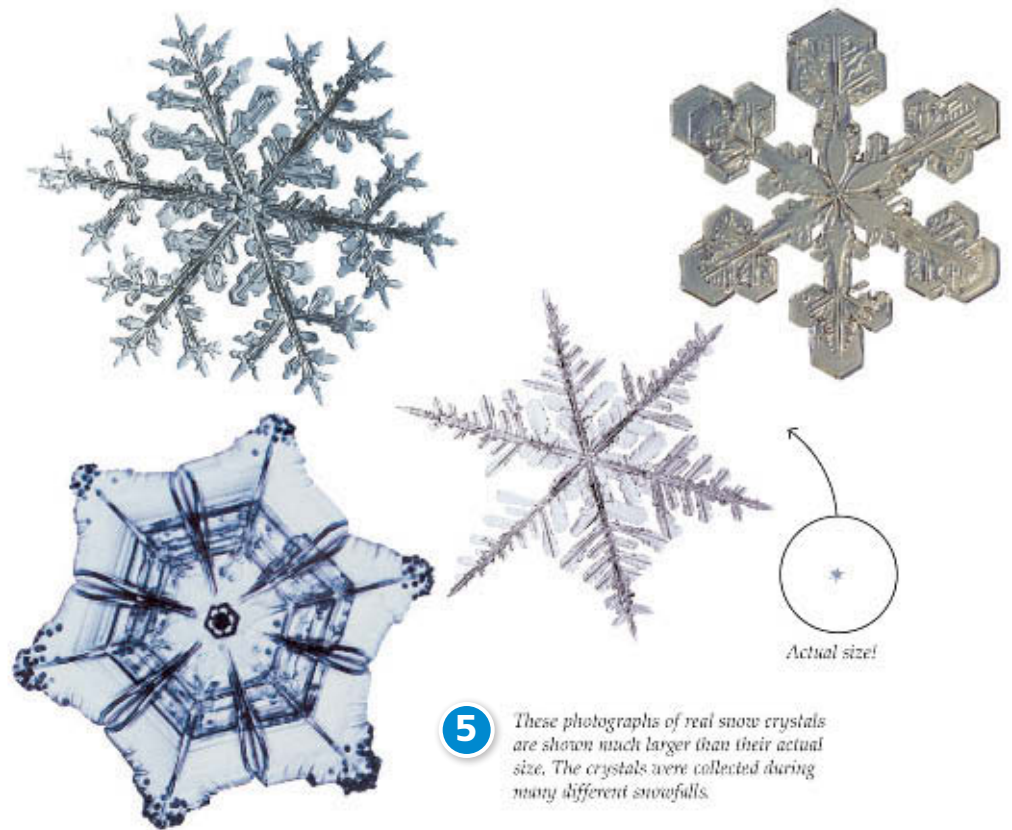 Actual size!
5
These photographs of real snow crystals
are shown much larger than their actual
size. The crystals were collected during
many different snowfalls.